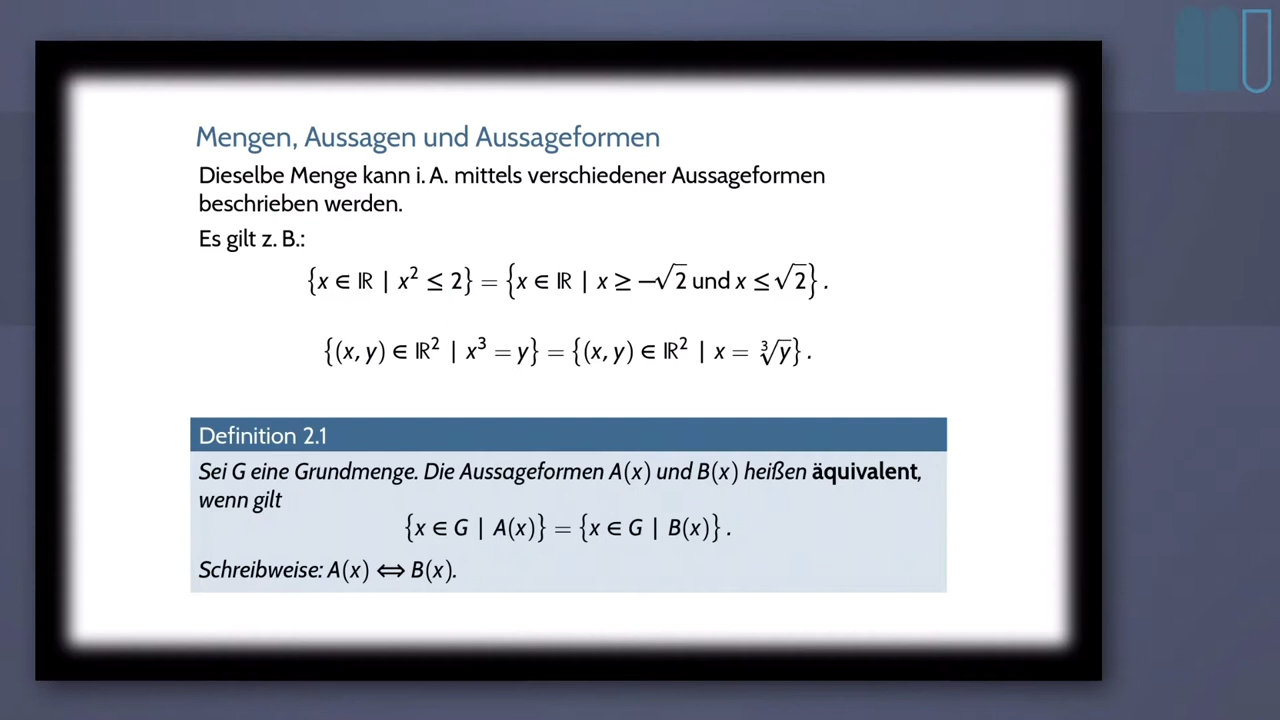 Mengen, Aussagen und Aussageformen
Dieselbe Menge kann i. A. mittels verschiedener Aussageformen
beschrieben werden.
Es gilt z. B.:
{x ∈ ℝ | x² ≤ 2} = {x ∈ ℝ | x ≥ −√2 und x ≤ √2} .
{(x, y) ∈ ℝ² | x³ = y} = {(x, y) ∈ ℝ² | x = ∛y} .
Definition 2.1
Sei G eine Grundmenge. Die Aussageformen A(x) und B(x) heißen äquivalent,
wenn gilt
{x ∈ G | A(x)} = {x ∈ G | B(x)} .
Schreibweise: A(x) ⟺ B(x).